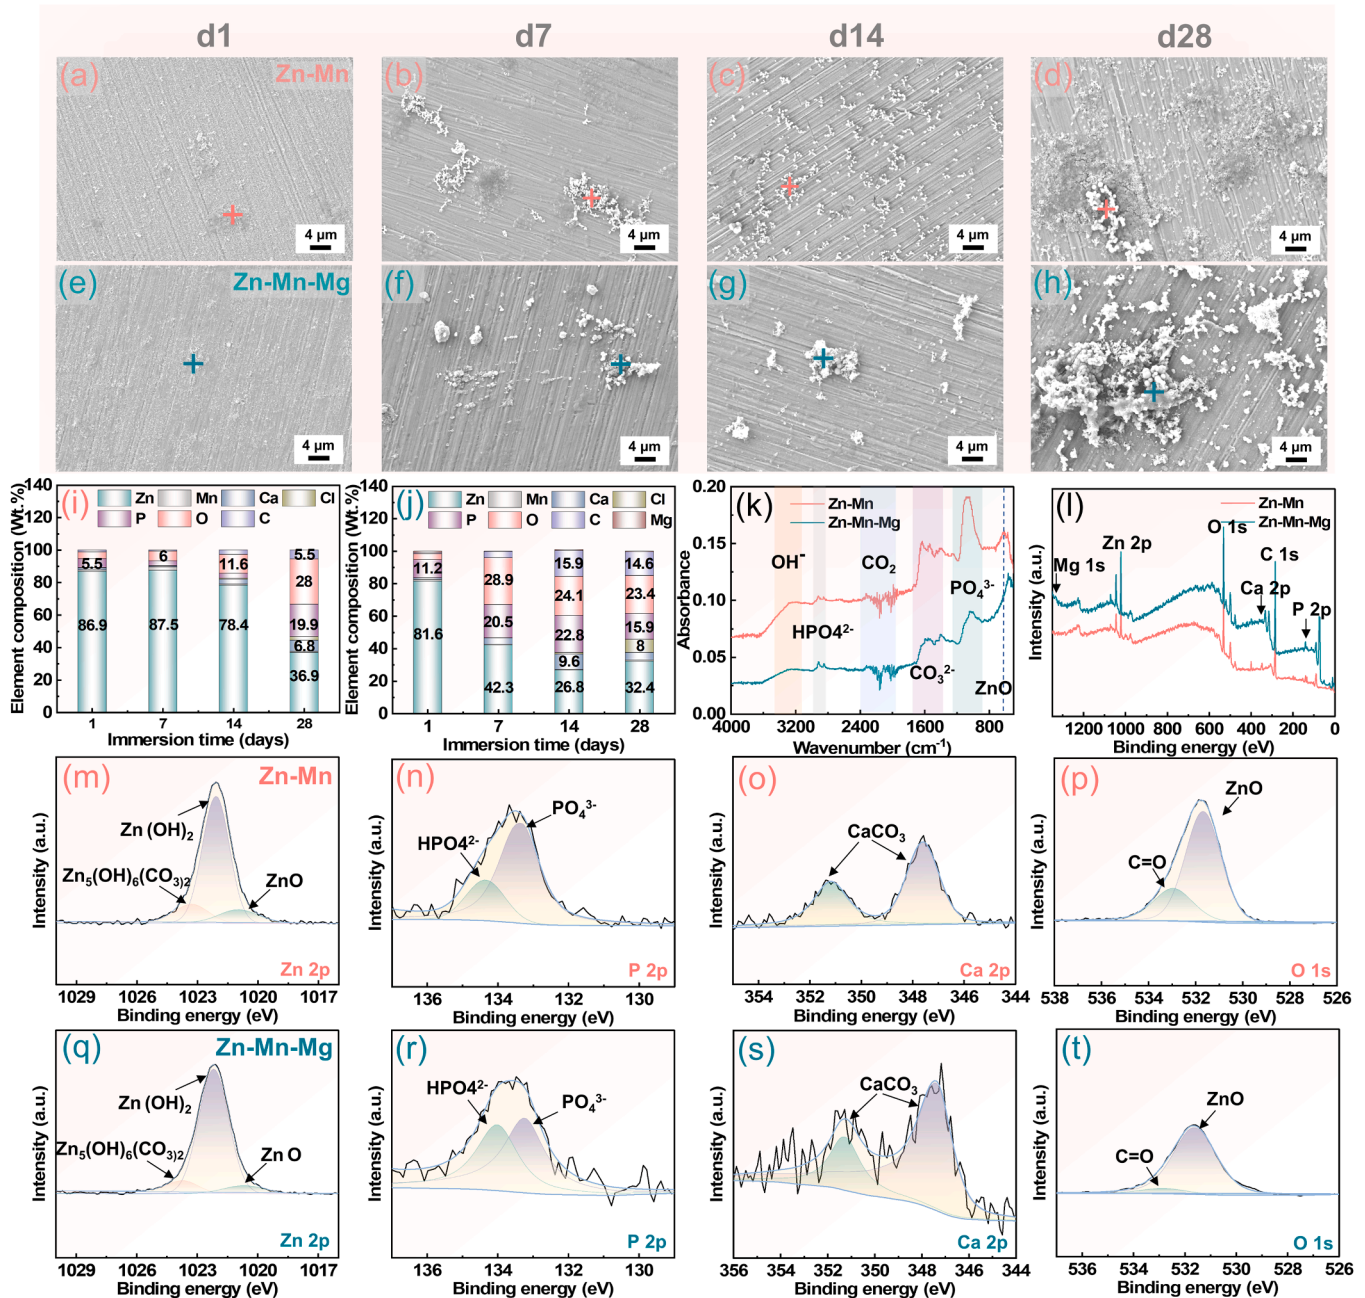 d1 d7 d14 d28
(a) Zn-Mn (b) (c) (d)
4 μm 4 μm 4 μm 4 μm
(e) Zn-Mn-Mg (f) (g) (h)
4 μm 4 μm 4 μm 4 μm
(i)
Element composition (Wt.%)
140
120
100
80
60
40
20
0
Zn Mn Ca Cl
P O C
5.5 6 11.6 5.5
28
19.9
6.8
86.9 87.5 78.4 36.9
1 7 14 28
Immersion time (days)
(j)
Element composition (Wt.%)
140
120
100
80
60
40
20
0
Zn Mn Ca Cl
P O C Mg
11.2 28.9 15.9 14.6
24.1 23.4
20.5 22.8 15.9
9.6 8
81.6 42.3 26.8 32.4
1 7 14 28
Immersion time (days)
(k)
Absorbance
0.20
0.15
0.10
0.05
0.00
Zn-Mn
Zn-Mn-Mg
OH⁻ CO₂ PO₄³⁻
HPO4²⁻
CO₃²⁻
ZnO
4000 3200 2400 1600 800
Wavenumber (cm⁻¹)
(l)
Intensity (a.u.)
Zn-Mn
Zn-Mn-Mg
O 1s
Zn 2p C 1s
Mg 1s Ca 2p
P 2p
1200 1000 800 600 400 200 0
Binding energy (eV)
(m) Zn-Mn
Intensity (a.u.)
Zn (OH)₂
Zn₅(OH)₆(CO₃)₂
ZnO
Zn 2p
1029 1026 1023 1020 1017
Binding energy (eV)
(n)
Intensity (a.u.)
PO₄³⁻
HPO4²⁻
P 2p
136 134 132 130
Binding energy (eV)
(o)
Intensity (a.u.)
CaCO₃
Ca 2p
354 352 350 348 346 344
Binding energy (eV)
(p)
Intensity (a.u.)
ZnO
C=O
O 1s
538 536 534 532 530 528 526
Binding energy (eV)
(q) Zn-Mn-Mg
Intensity (a.u.)
Zn (OH)₂
Zn₅(OH)₆(CO₃)₂
Zn O
Zn 2p
1029 1026 1023 1020 1017
Binding energy (eV)
(r)
Intensity (a.u.)
HPO4²⁻
PO₄³⁻
P 2p
136 134 132 130
Binding energy (eV)
(s)
Intensity (a.u.)
CaCO₃
Ca 2p
356 354 352 350 348 346 344
Binding energy (eV)
(t)
Intensity (a.u.)
ZnO
C=O
O 1s
536 534 532 530 528 526
Binding energy (eV)